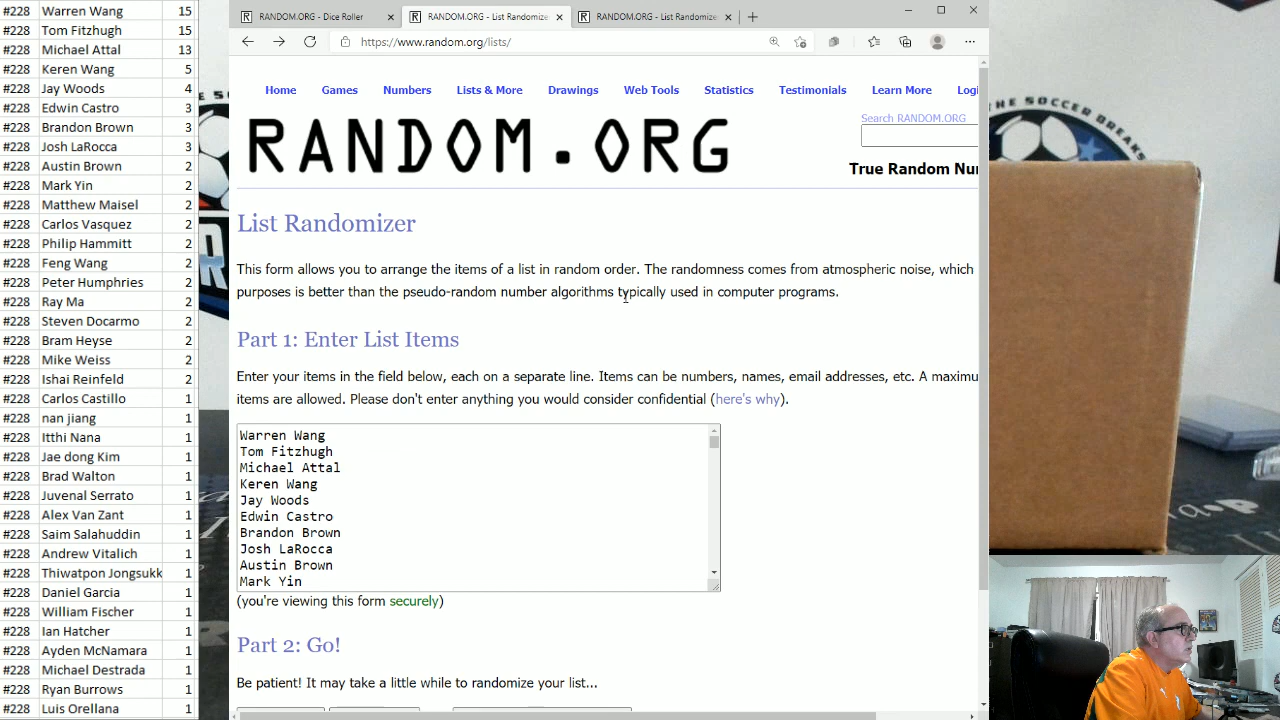 #228 Warren Wang 15
#228 Tom Fitzhugh 15
#228 Michael Attal 13
#228 Keren Wang 5
#228 Jay Woods 4
#228 Edwin Castro 3
#228 Brandon Brown 3
#228 Josh LaRocca 3
#228 Austin Brown 2
#228 Mark Yin 2
#228 Matthew Maisel 2
#228 Carlos Vasquez 2
#228 Philip Hammitt 2
#228 Feng Wang 2
#228 Peter Humphries 2
#228 Ray Ma 2
#228 Steven Docarmo 2
#228 Bram Heyse 2
#228 Mike Weiss 2
#228 Ishai Reinfeld 2
#228 Carlos Castillo 1
#228 nan jiang 1
#228 Itthi Nana 1
#228 Jae dong Kim 1
#228 Brad Walton 1
#228 Juvenal Serrato 1
#228 Alex Van Zant 1
#228 Saim Salahuddin 1
#228 Andrew Vitalich 1
#228 Thiwatpon Jongsukk 1
#228 Daniel Garcia 1
#228 William Fischer 1
#228 Ian Hatcher 1
#228 Ayden McNamara 1
#228 Michael Destrada 1
#228 Ryan Burrows 1
#228 Luis Orellana 1
RANDOM.ORG - Dice Roller
RANDOM.ORG - List Randomize
RANDOM.ORG - List Randomize
https://www.random.org/lists/
Home Games Numbers Lists & More Drawings Web Tools Statistics Testimonials Learn More Logi
RANDOM.ORG
Search RANDOM.ORG
True Random Nu
List Randomizer
This form allows you to arrange the items of a list in random order. The randomness comes from atmospheric noise, which
purposes is better than the pseudo-random number algorithms typically used in computer programs.
Part 1: Enter List Items
Enter your items in the field below, each on a separate line. Items can be numbers, names, email addresses, etc. A maximu
items are allowed. Please don't enter anything you would consider confidential (here's why).
Warren Wang
Tom Fitzhugh
Michael Attal
Keren Wang
Jay Woods
Edwin Castro
Brandon Brown
Josh LaRocca
Austin Brown
Mark Yin
(you're viewing this form securely)
Part 2: Go!
Be patient! It may take a little while to randomize your list...
THE SOCCER BREAKS